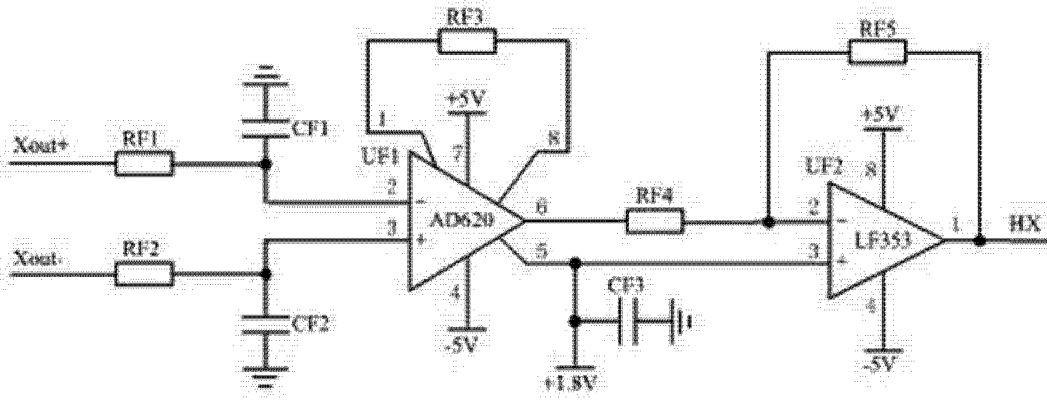 RF3
RF5
+5V
1
8
CF1
+5V
Xout+
RF1
UF1
7
UF2
8
2
−
6
RF4
2
−
AD620
1
HX
3
+
LF353
RF2
5
3
+
Xout-
CF3
4
4
CF2
-5V
-5V
+1.8V